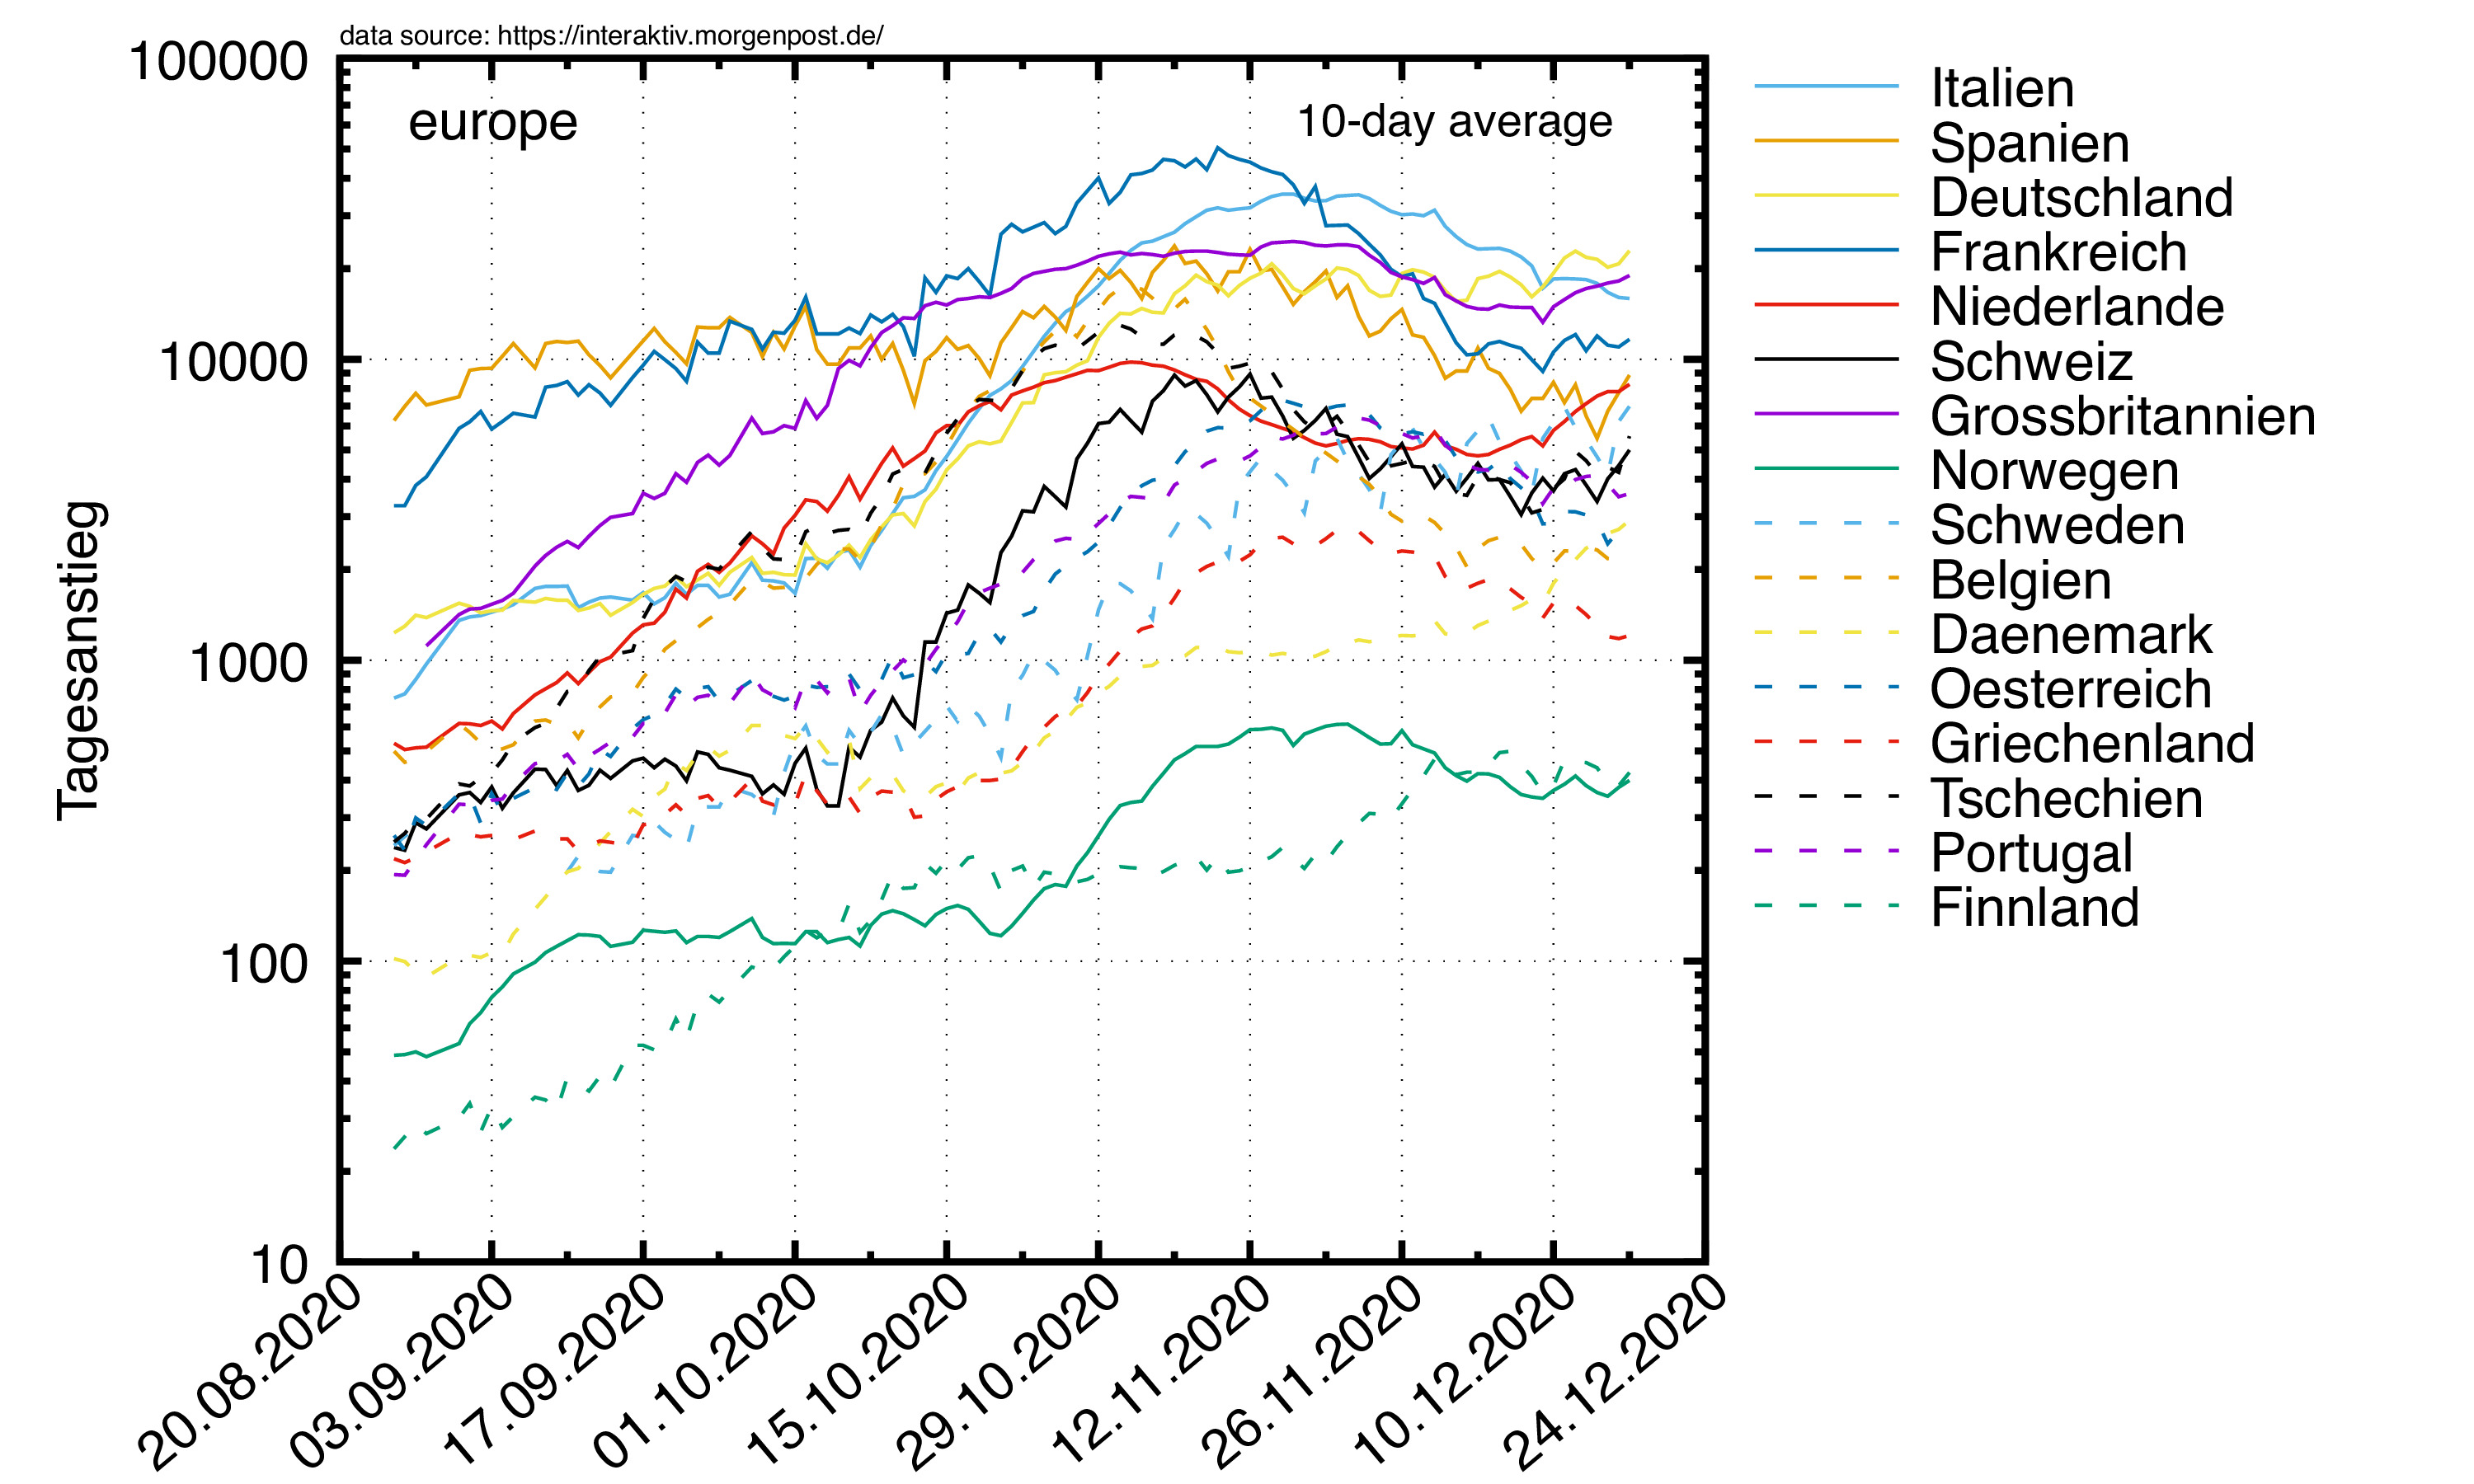 data source: https://interaktiv.morgenpost.de/
100000
10000
1000
100
10
Tagesanstieg
europe
10-day average
20.08.2020
03.09.2020
17.09.2020
01.10.2020
15.10.2020
29.10.2020
12.11.2020
26.11.2020
10.12.2020
24.12.2020
Italien
Spanien
Deutschland
Frankreich
Niederlande
Schweiz
Grossbritannien
Norwegen
Schweden
Belgien
Daenemark
Oesterreich
Griechenland
Tschechien
Portugal
Finnland